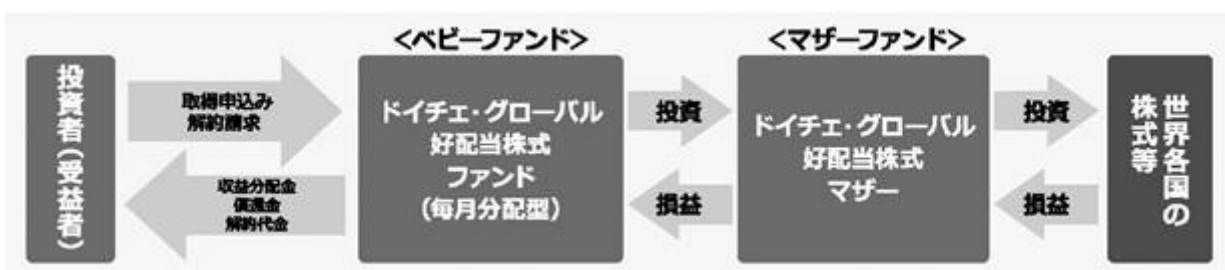 投資者(受益者)
取得申込み
解約請求
収益分配金
償還金
解約代金
<ベビーファンド>
ドイチェ・グローバル
好配当株式
ファンド
(毎月分配型)
投資
損益
<マザーファンド>
ドイチェ・グローバル
好配当株式
マザー
投資
損益
世界各国の
株式等